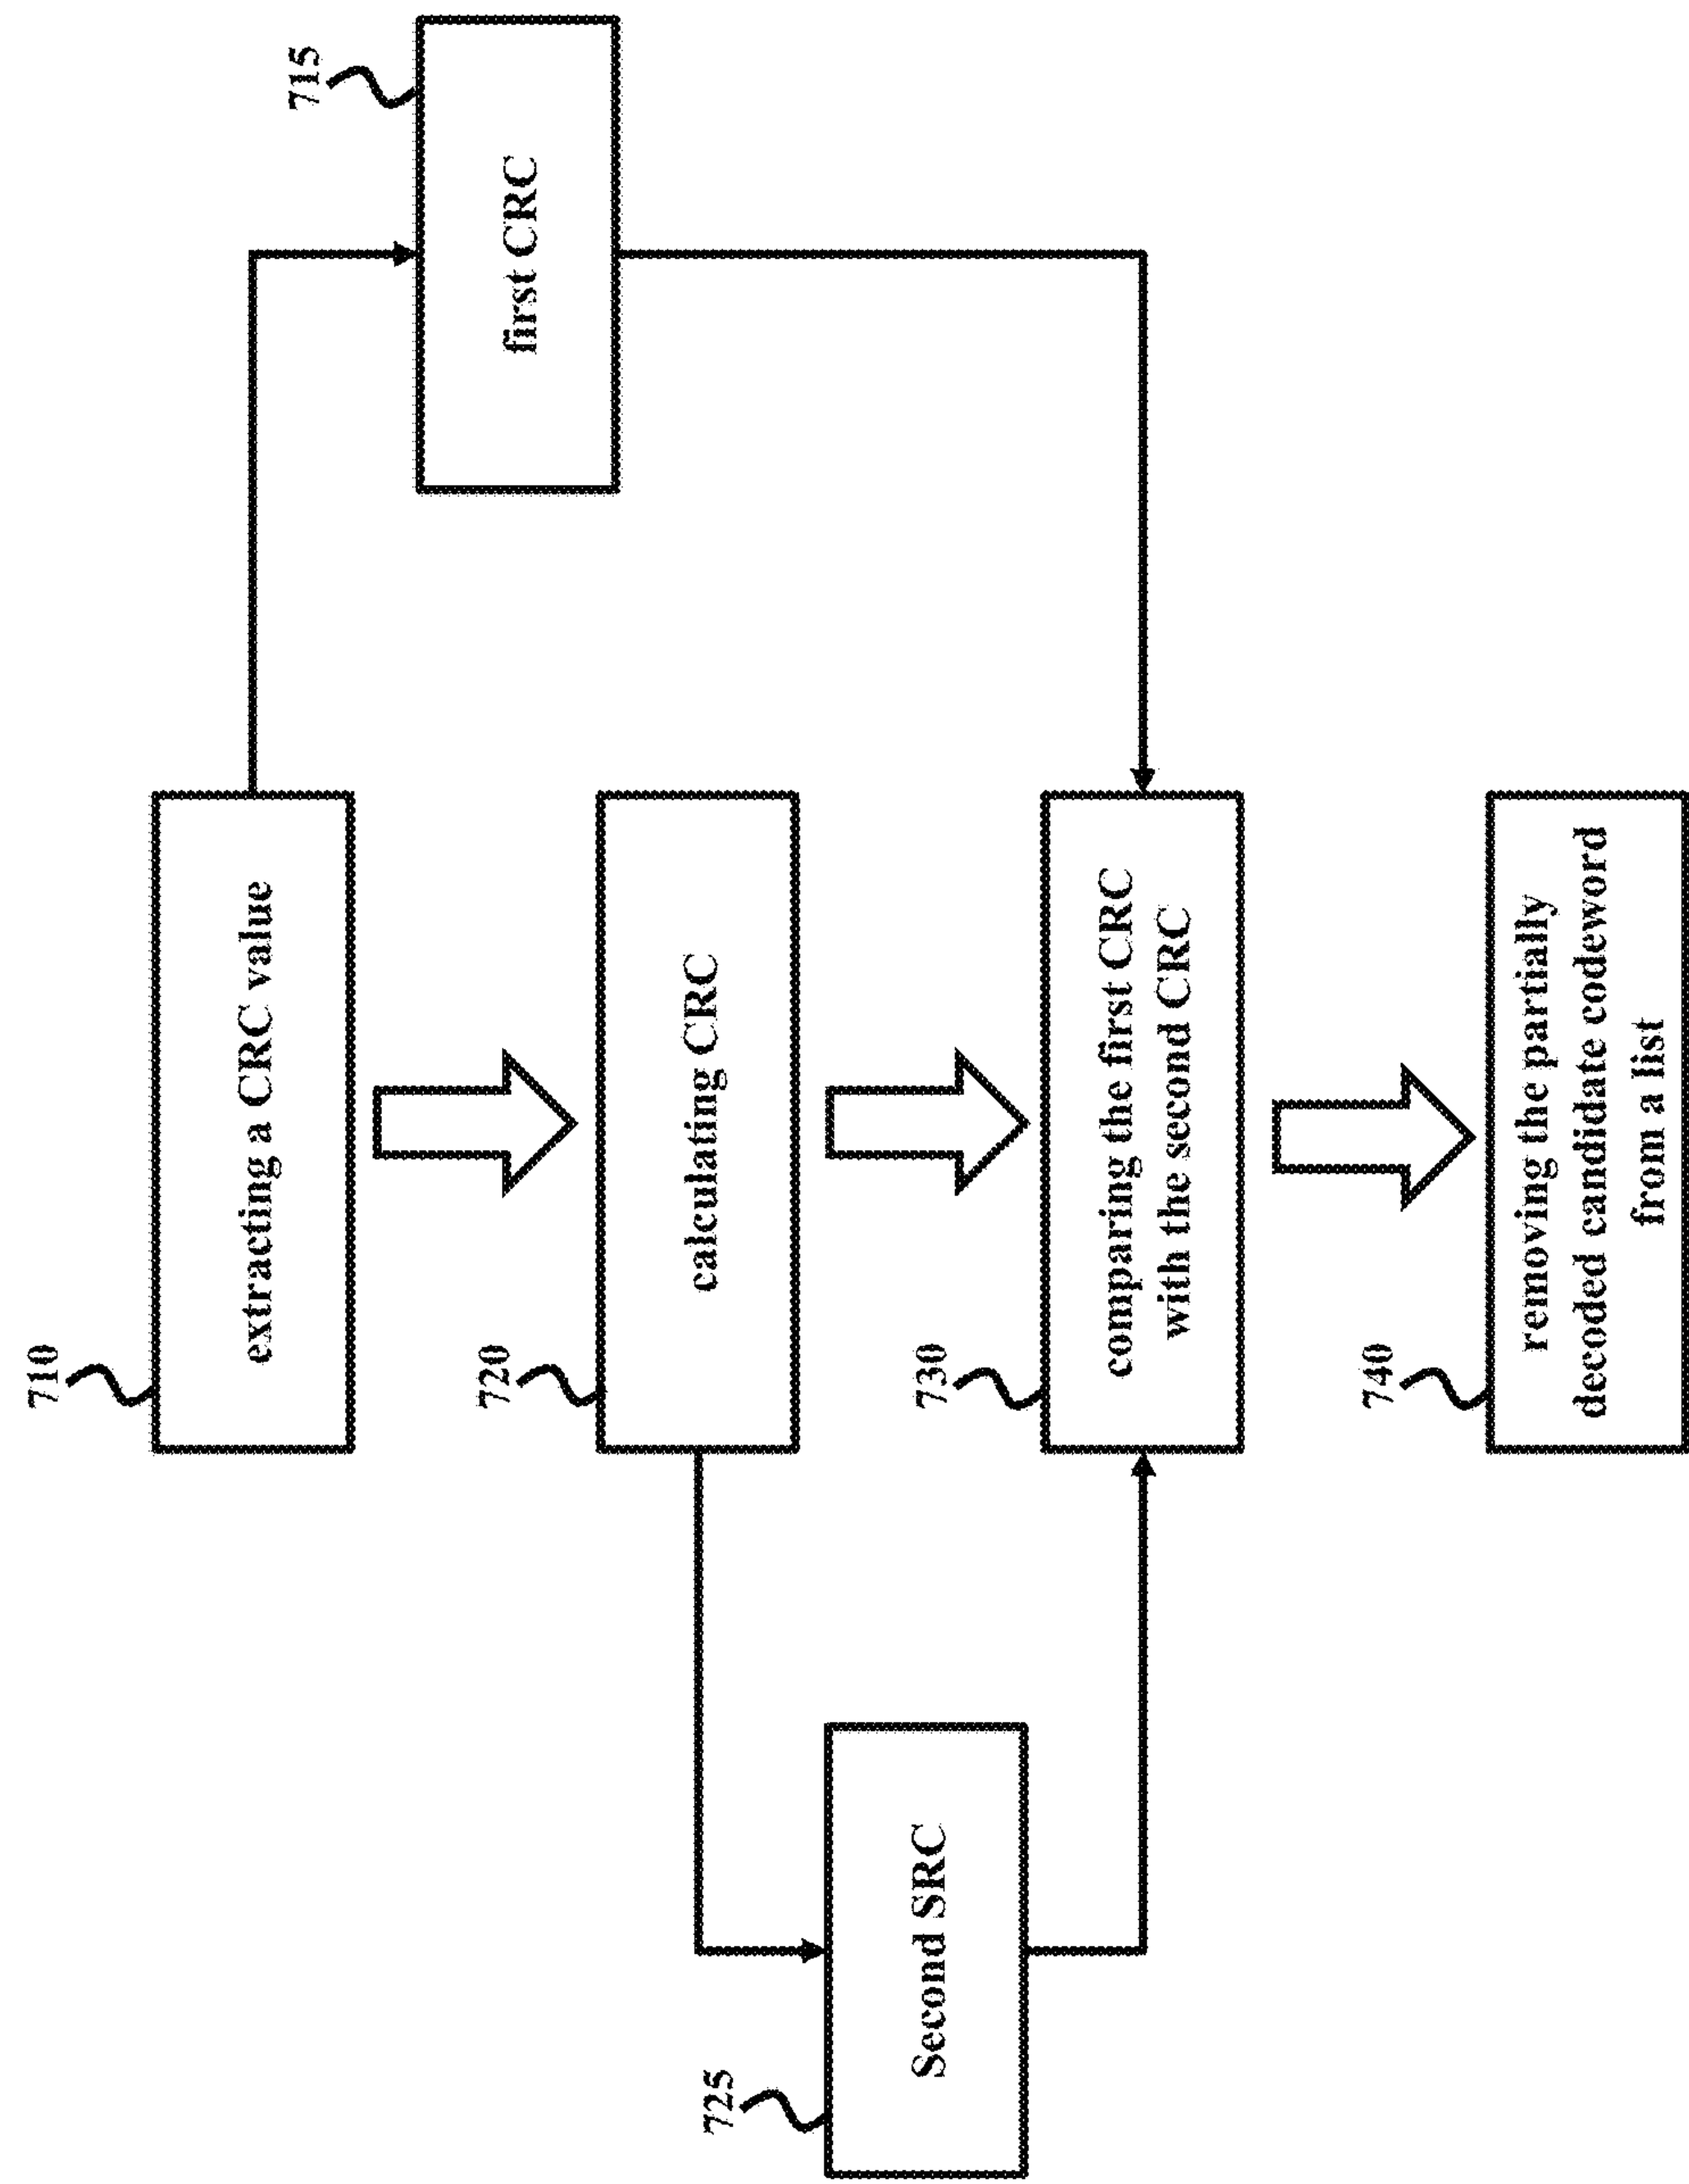 710
extracting a CRC value
715
first CRC
720
calculating CRC
725
Second SRC
730
comparing the first CRC
with the second CRC
740
removing the partially
decoded candidate codeword
from a list